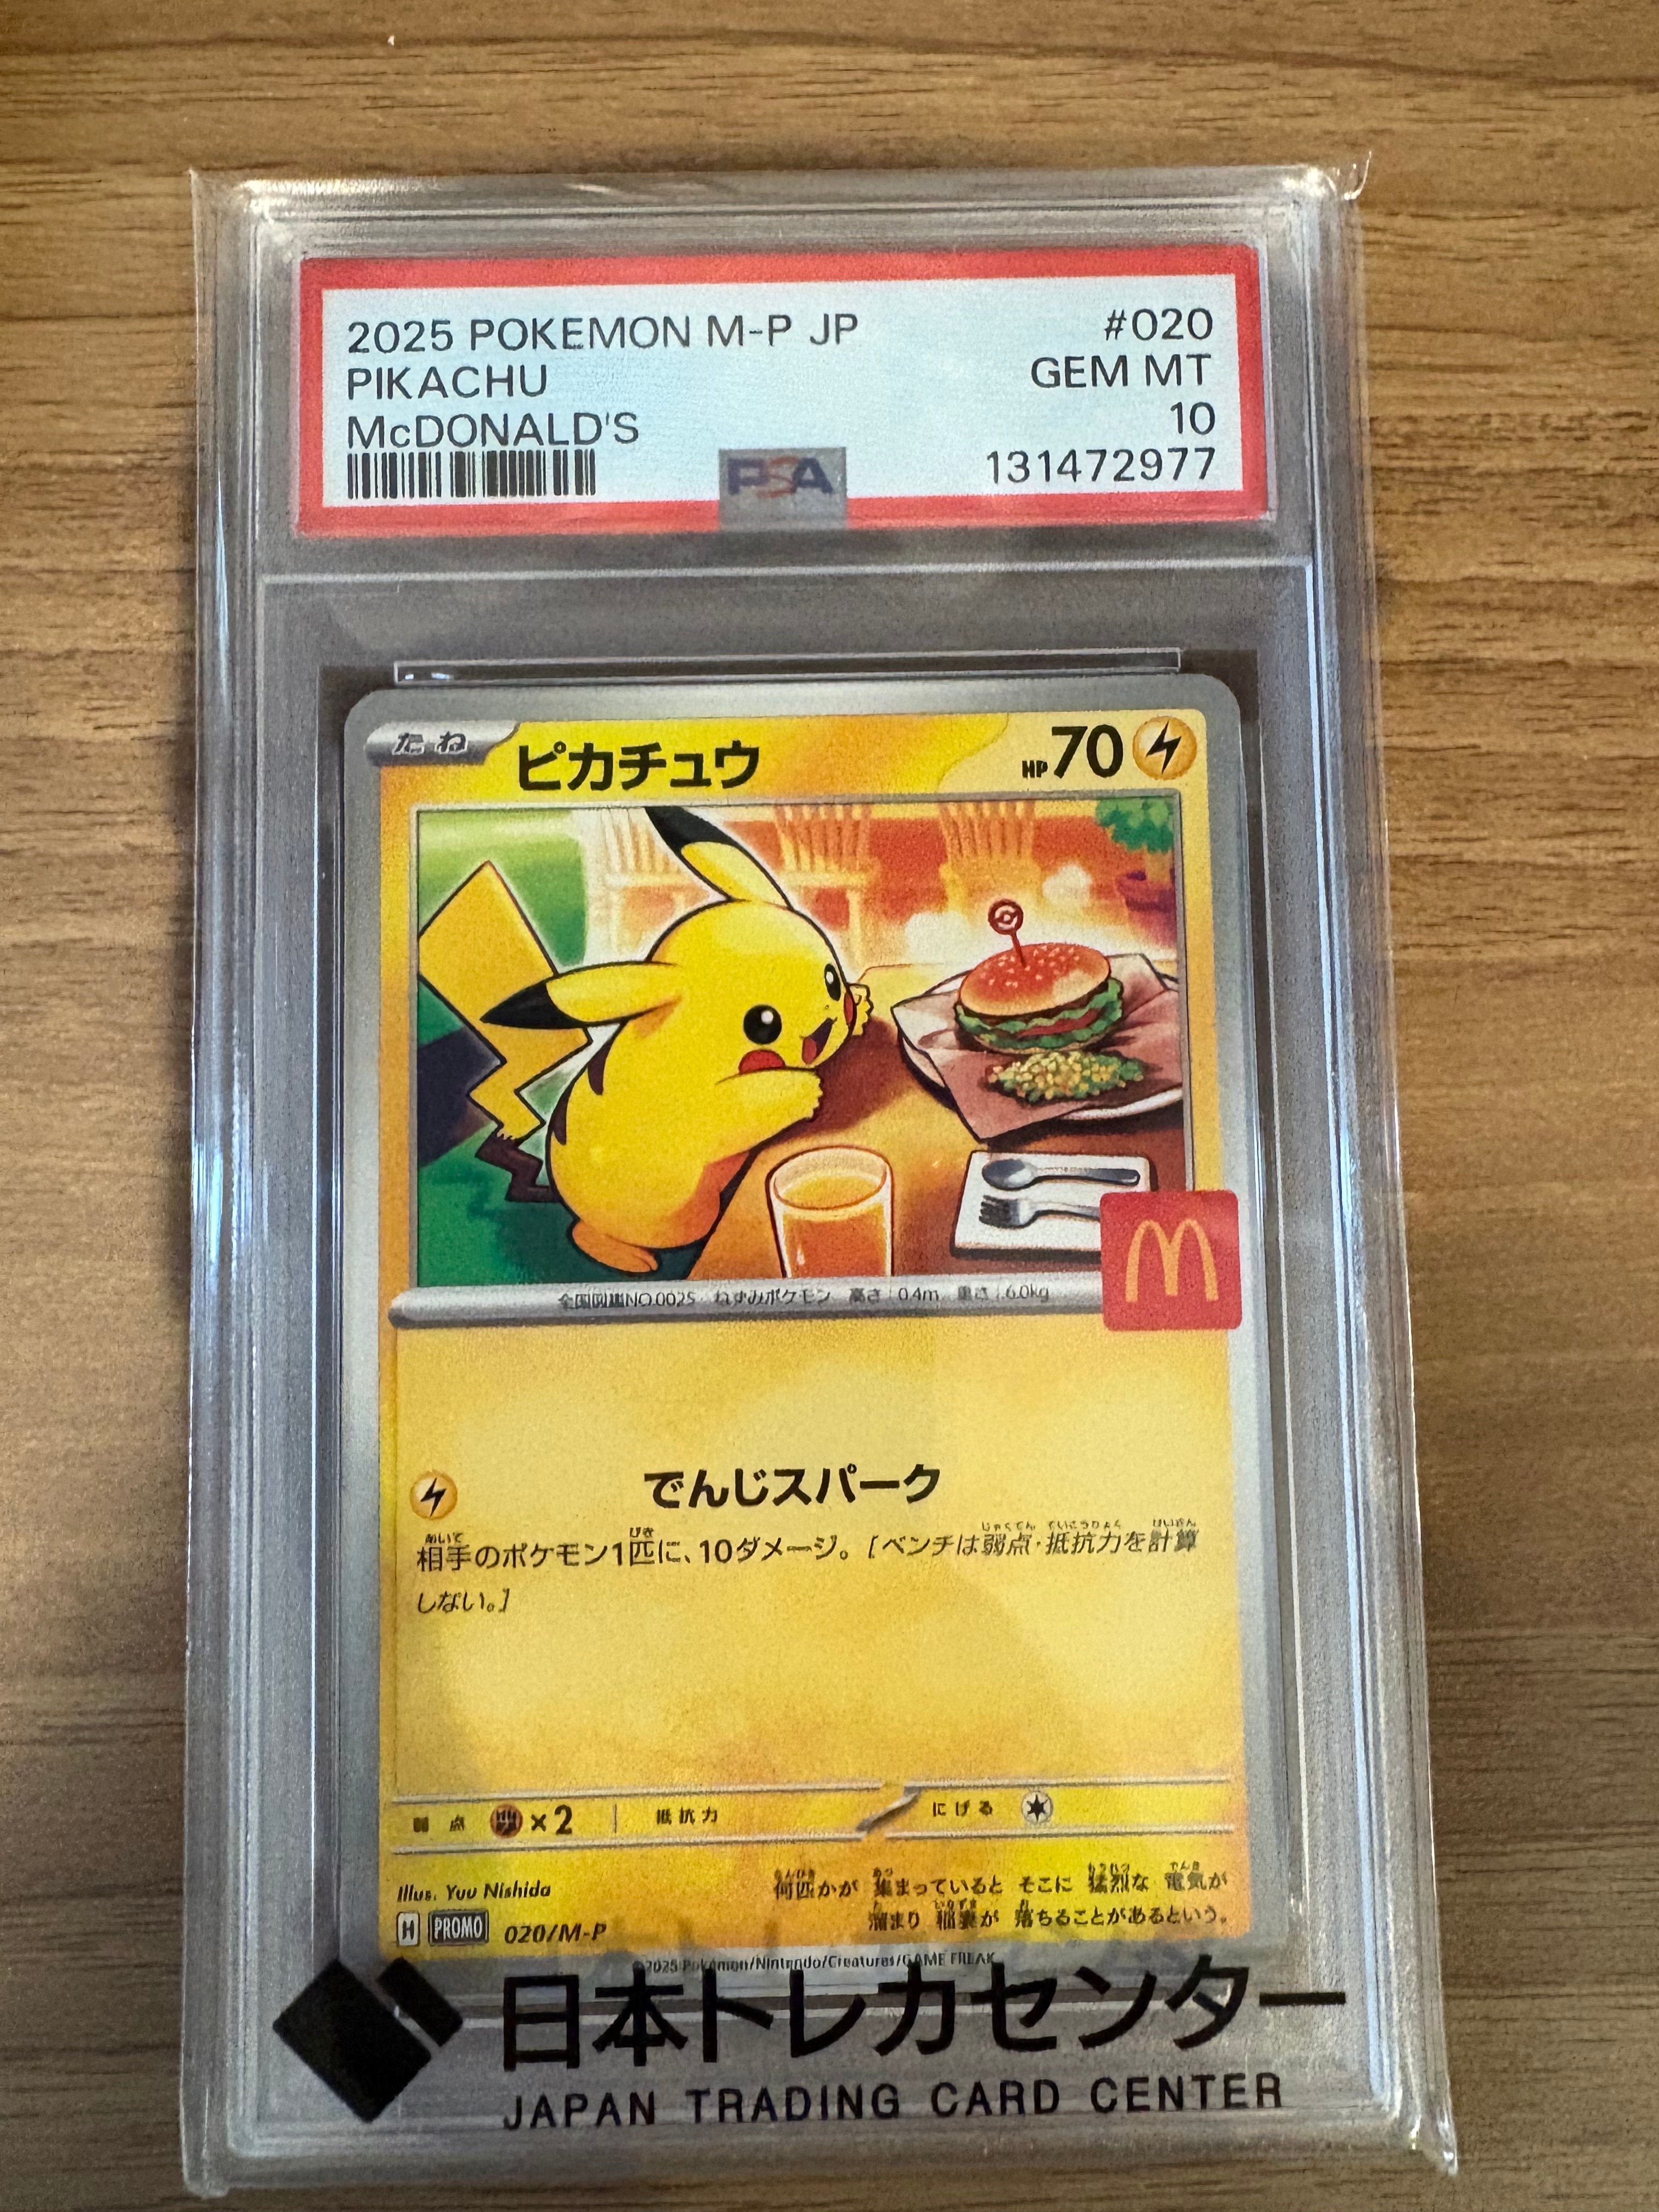 2025 POKEMON M-P JP #020
PIKACHU GEM MT
McDONALD'S 10
PSA 131472977
たね ピカチュウ HP 70
全国図鑑NO.0025 ねずみポケモン 高さ:0.4m 重さ:6.0kg
でんじスパーク
相手のポケモン1匹に、10ダメージ。[ベンチは弱点・抵抗力を計算
しない。]
弱点 ×2 抵抗力 にげる
Illus. Yuu Nishida
何匹かが 集まっていると そこに 猛烈な 電気が
溜まり 稲妻が 落ちることがあるという。
H PROMO 020/M-P
©2025 Pokémon/Nintendo/Creatures/GAME FREAK
日本トレカセンター
JAPAN TRADING CARD CENTER